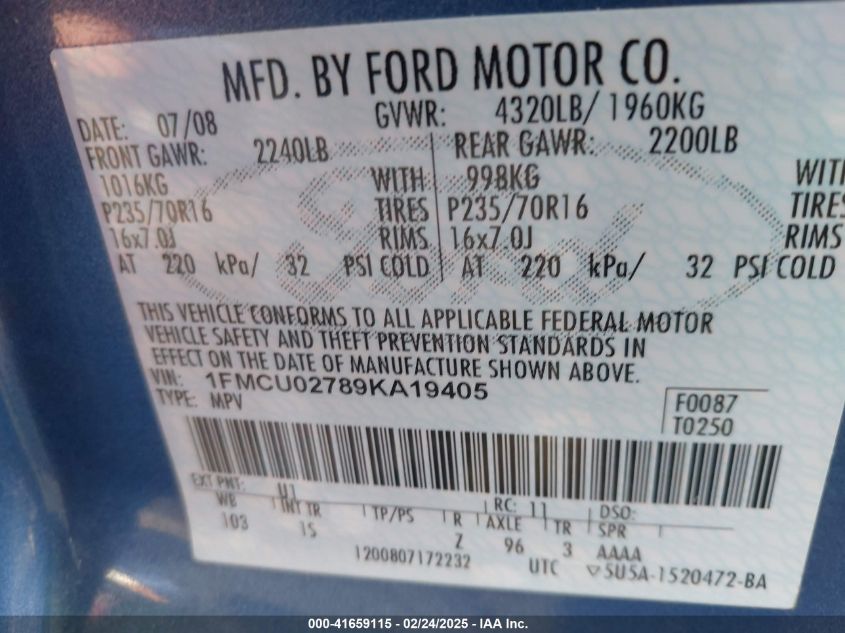 MFD. BY FORD MOTOR CO.
DATE: 07/08 GVWR: 4320LB/ 1960KG
FRONT GAWR: 2240LB REAR GAWR: 2200LB
1016KG WITH 998KG WITH
P235/70R16 TIRES P235/70R16 TIRES
16x7.0J RIMS 16x7.0J RIMS
AT 220 kPa/ 32 PSI COLD AT 220 kPa/ 32 PSI COLD
Ford
THIS VEHICLE CONFORMS TO ALL APPLICABLE FEDERAL MOTOR
VEHICLE SAFETY AND THEFT PREVENTION STANDARDS IN
EFFECT ON THE DATE OF MANUFACTURE SHOWN ABOVE.
VIN: 1FMCU02789KA19405
TYPE: MPV
F0087
T0250
EXT PNT: U1 RC: 11 DSO:
WB INT TR TP/PS R AXLE TR SPR
103 IS Z 96 3 AAAA
1200807172232 UTC ▽5U5A-1520472-BA
000-41659115 - 02/24/2025 - IAA Inc.